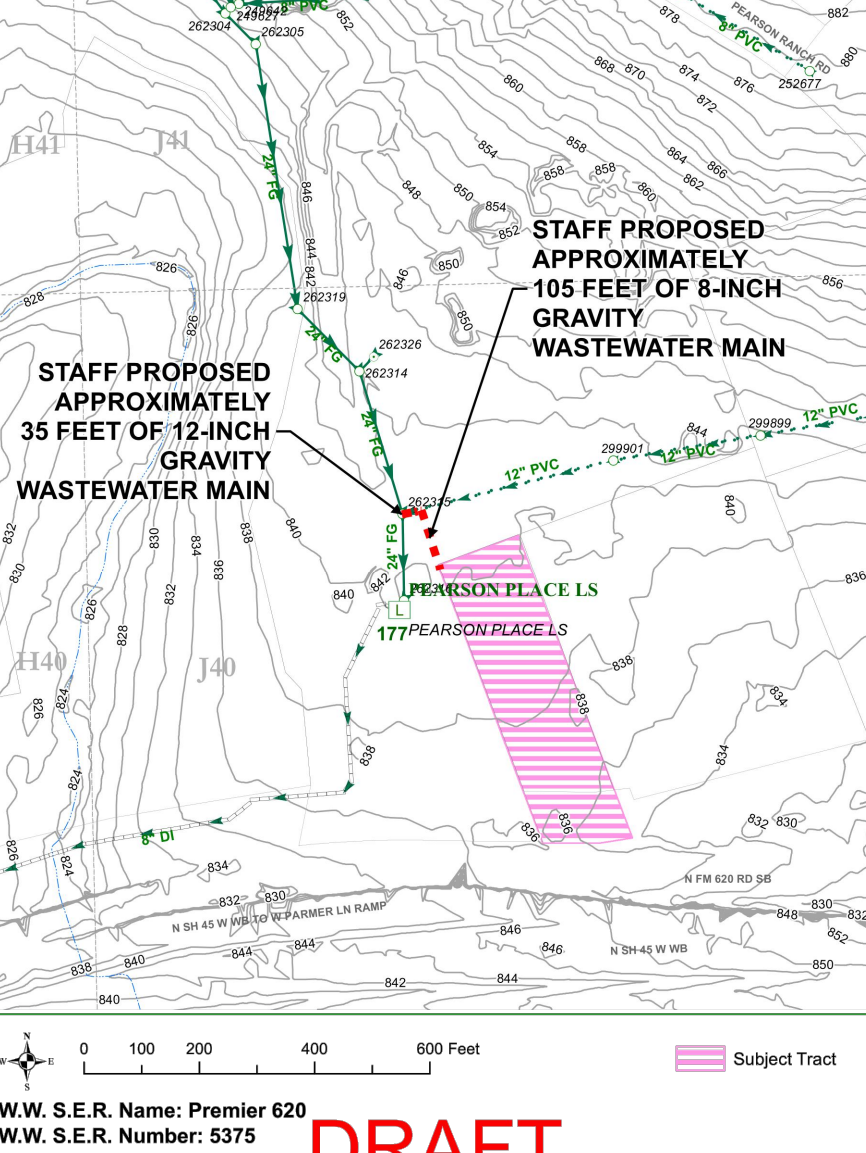 249648
249627
262304
262305
8" PVC
852
878
PEARSON RANCH RD
882
8" PVC
880
252677
868
870
874
876
872
860
H41
J41
24" FG
846
848
854
850
854
852
858
858
858
860
864
866
862
844
842
846
850
850
856
STAFF PROPOSED
APPROXIMATELY
105 FEET OF 8-INCH
GRAVITY
WASTEWATER MAIN
826
828
826
262319
24" FG
262326
262314
STAFF PROPOSED
APPROXIMATELY
35 FEET OF 12-INCH
GRAVITY
WASTEWATER MAIN
24" FG
12" PVC
299899
844
12" PVC
299901
12" PVC
262315
840
832
830
830
834
836
838
840
24" FG
842
840
836
PEARSON PLACE LS
L
177
PEARSON PLACE LS
826
828
H40
J40
824
826
838
838
834
834
838
824
8" DI
826
824
834
836
836
832
830
N FM 620 RD SB
832
830
N SH 45 W WB TO W PARMER LN RAMP
830
848
832
852
846
844
844
846
N SH 45 W WB
850
838
840
842
844
840
N
W
W
E
S
0
100
200
400
600 Feet
Subject Tract
W.W. S.E.R. Name: Premier 620
W.W. S.E.R. Number: 5375
DRAFT